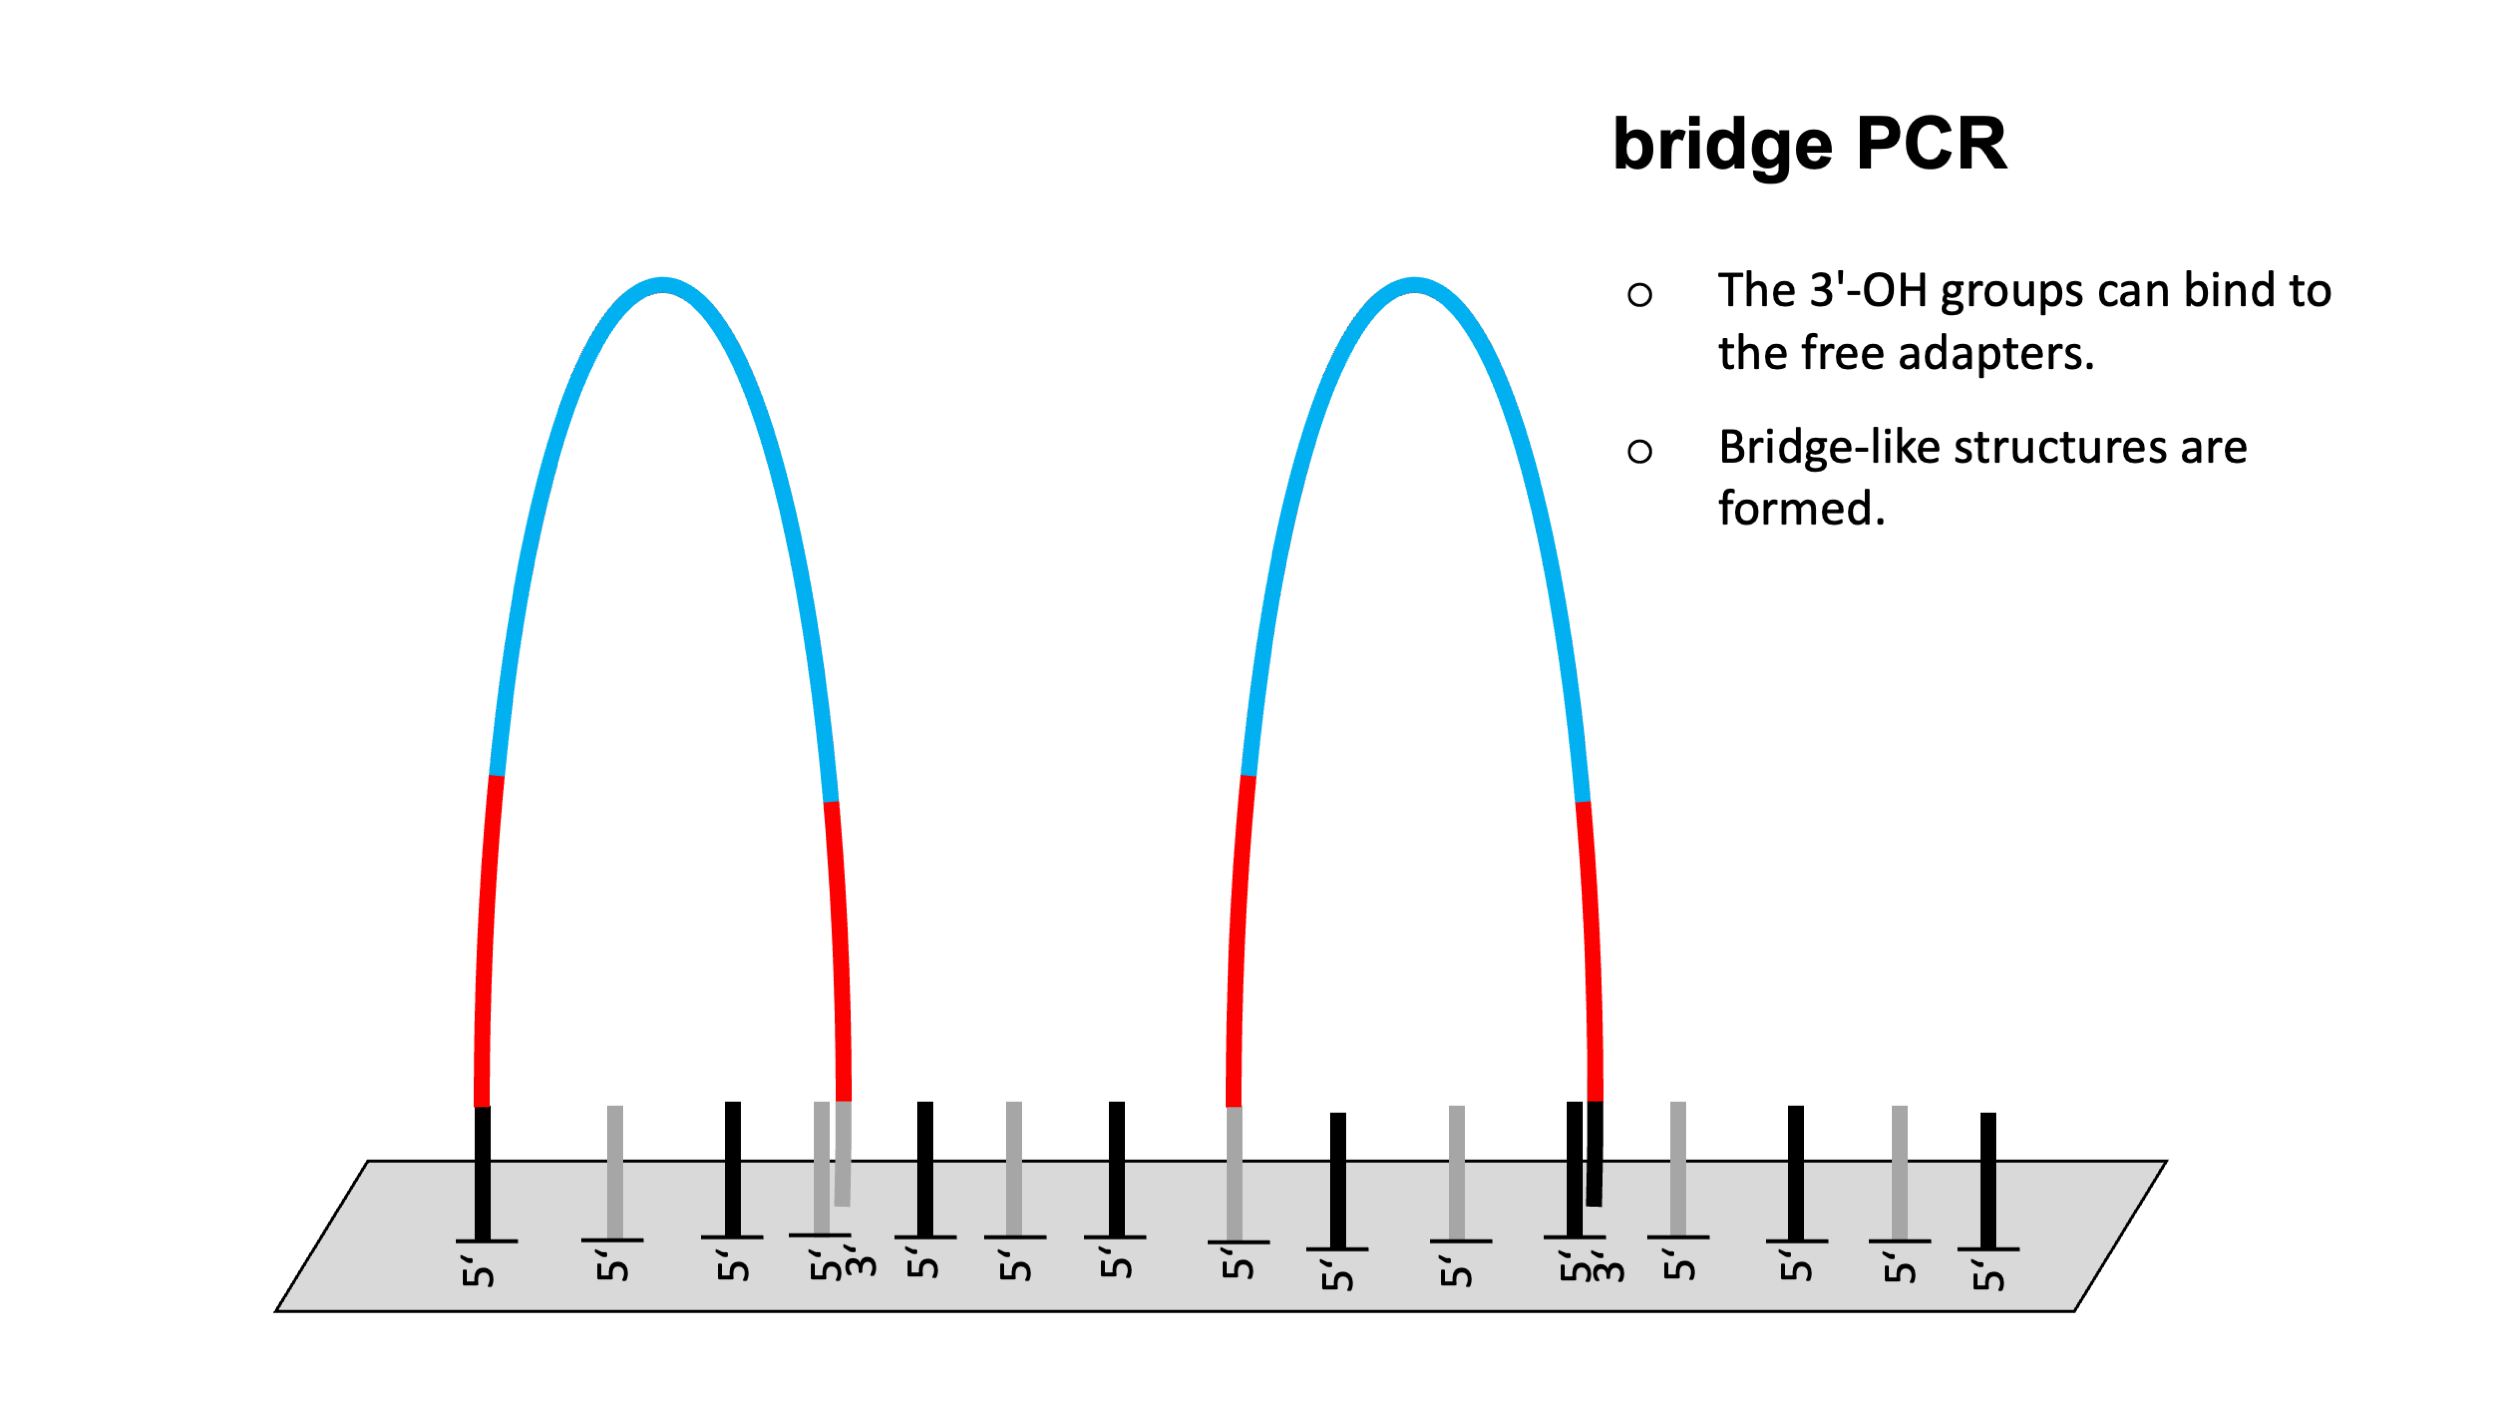 bridge PCR
○ The 3'-OH groups can bind to
the free adapters.
○ Bridge-like structures are
formed.
5′ 5′ 5′ 5′ 3′ 5′ 5′ 5′ 5′ 5′ 5′ 5′ 3′ 5′ 5′ 5′ 5′